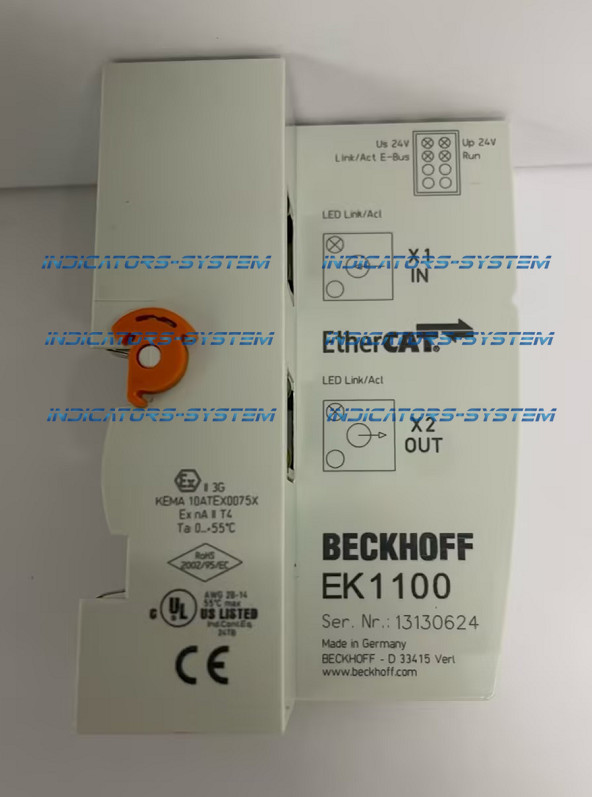 Us 24V Up 24V
Link/Act E-Bus Run
LED Link/Act
X1
IN
INDICATORS-SYSTEM INDICATORS-SYSTEM
EtherCAT®
INDICATORS-SYSTEM INDICATORS-SYSTEM
LED Link/Act
INDICATORS-SYSTEM INDICATORS-SYSTEM
X2
OUT
Ex II 3G
KEMA 10ATEX0075X
Ex nA II T4
Ta 0...+55°C
RoHS
2002/95/EC
AWG 28-14
55°C max
C UL US LISTED
Ind.Cont.Eq.
24TB
CE
BECKHOFF
EK1100
Ser. Nr.: 13130624
Made in Germany
BECKHOFF - D 33415 Verl
www.beckhoff.com